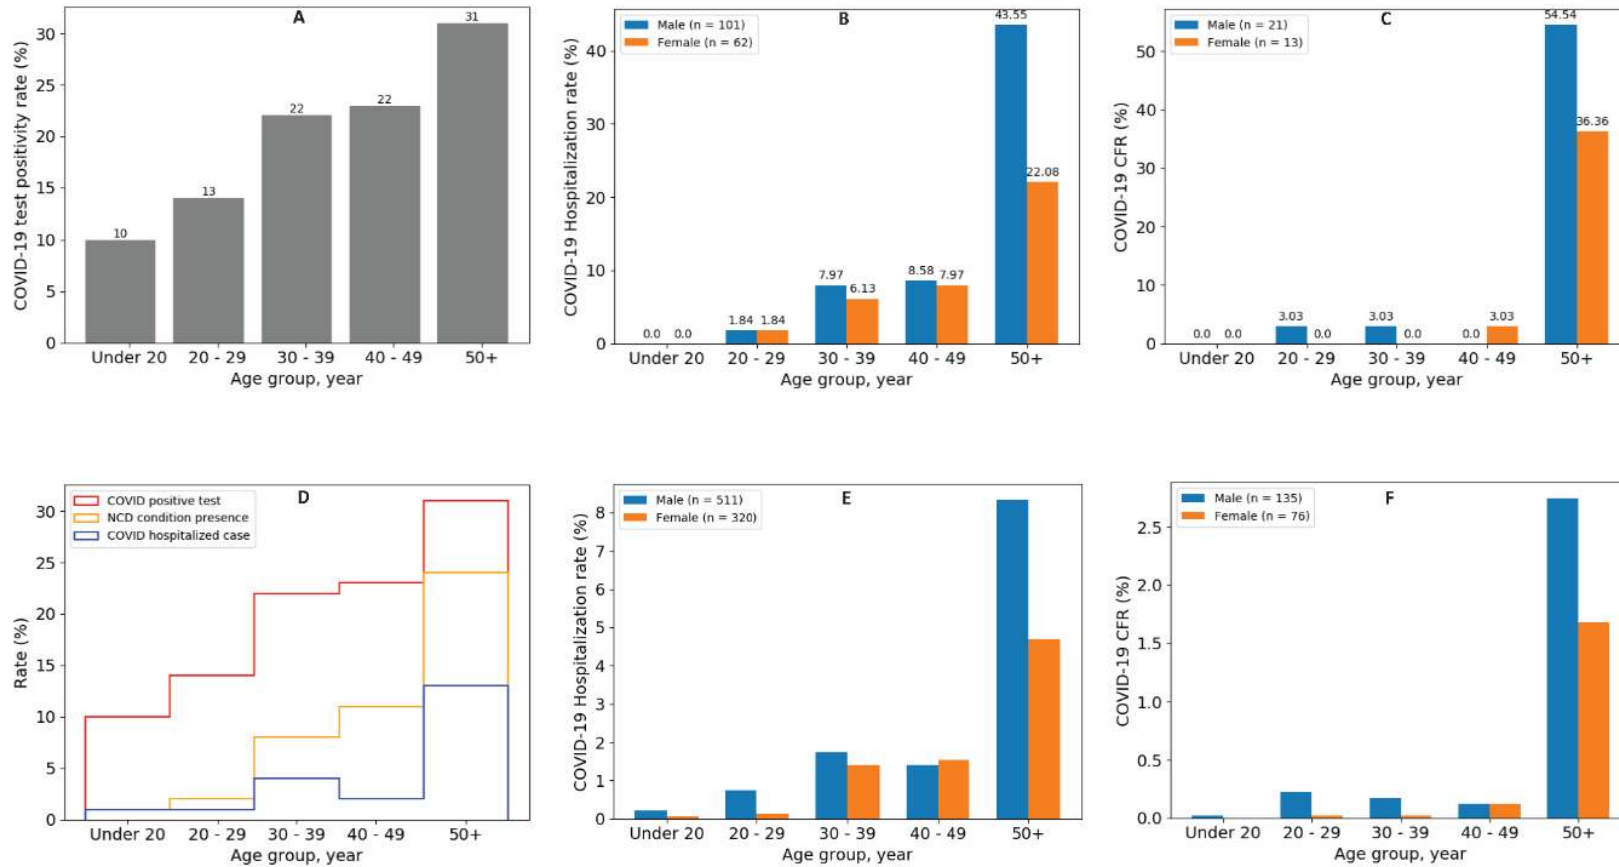 A
COVID-19 test positivity rate (%)
30
25
20
15
10
5
0
10
13
22
22
31
Under 20
20 - 29
30 - 39
40 - 49
50+
Age group, year
B
Male (n = 101)
Female (n = 62)
COVID-19 Hospitalization rate (%)
40
30
20
10
0
0.0
0.0
1.84
1.84
7.97
6.13
8.58
7.97
43.55
22.08
Under 20
20 - 29
30 - 39
40 - 49
50+
Age group, year
C
Male (n = 21)
Female (n = 13)
COVID-19 CFR (%)
50
40
30
20
10
0
0.0
0.0
3.03
0.0
3.03
0.0
0.0
3.03
54.54
36.36
Under 20
20 - 29
30 - 39
40 - 49
50+
Age group, year
D
COVID positive test
NCD condition presence
COVID hospitalized case
Rate (%)
30
25
20
15
10
5
0
Under 20
20 - 29
30 - 39
40 - 49
50+
Age group, year
E
Male (n = 511)
Female (n = 320)
COVID-19 Hospitalization rate (%)
8
7
6
5
4
3
2
1
0
Under 20
20 - 29
30 - 39
40 - 49
50+
Age group, year
F
Male (n = 135)
Female (n = 76)
COVID-19 CFR (%)
2.5
2.0
1.5
1.0
0.5
0.0
Under 20
20 - 29
30 - 39
40 - 49
50+
Age group, year